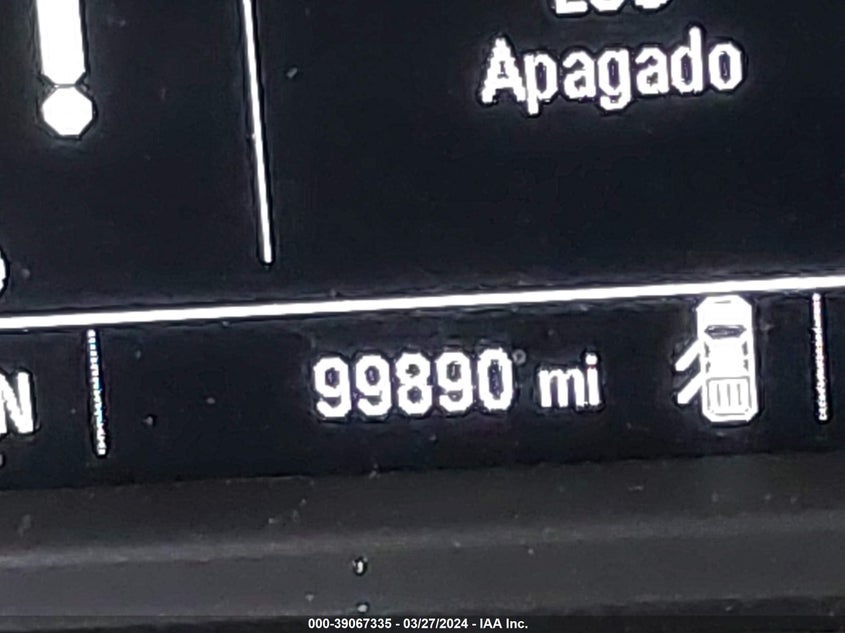 Apagado
N
99890 mi
000-39067335 - 03/27/2024 - IAA Inc.